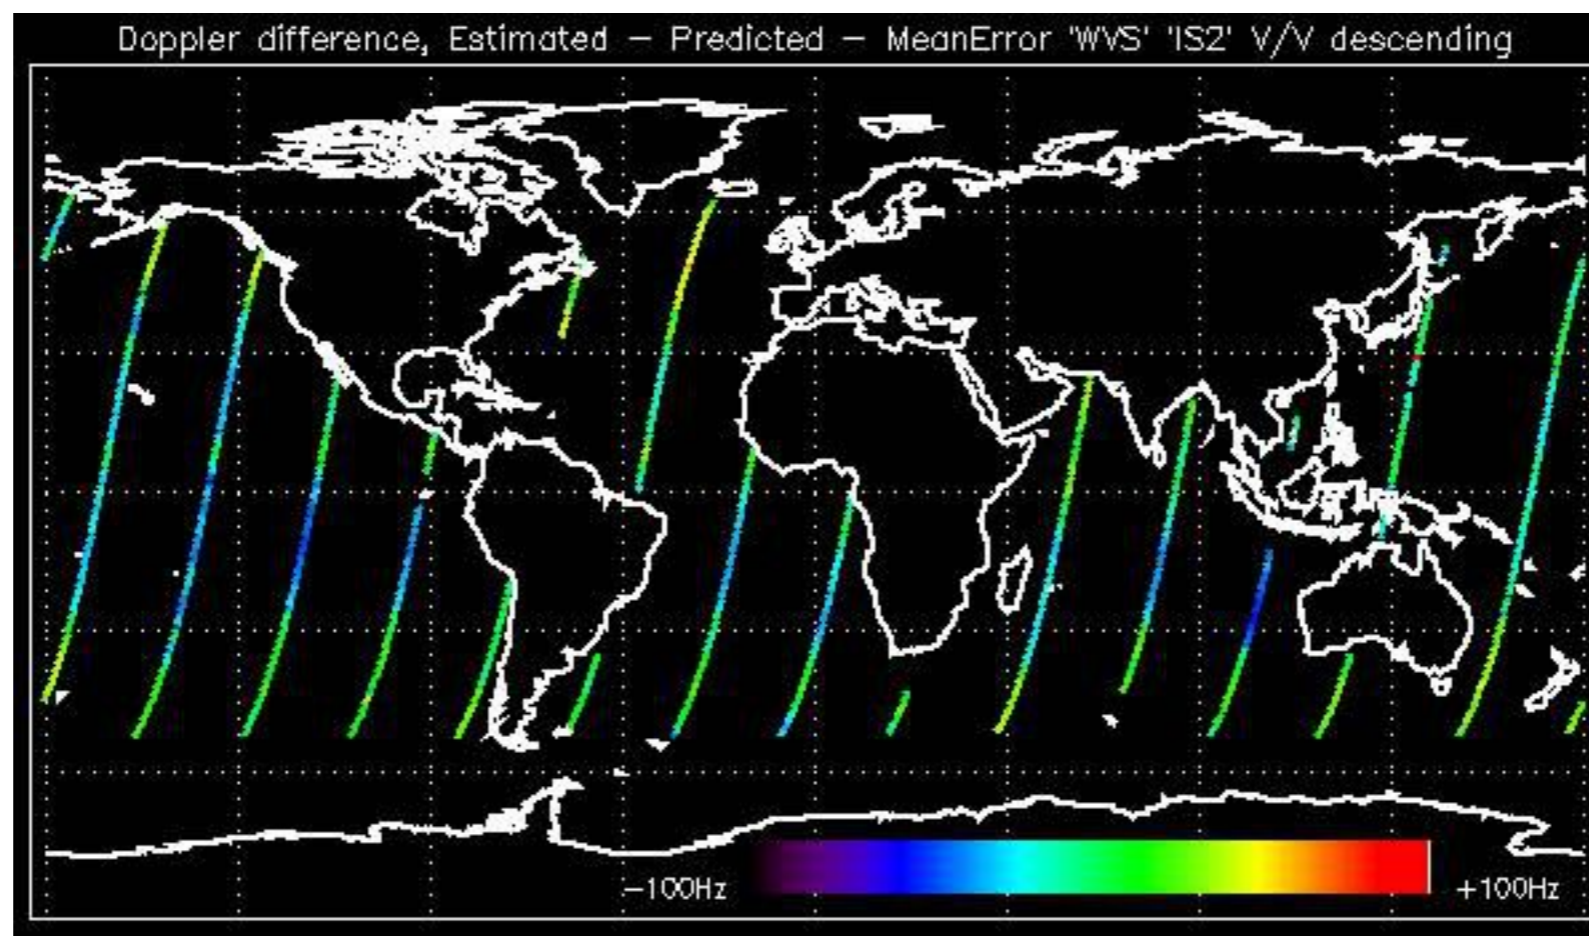 Doppler difference, Estimated – Predicted – MeanError 'WVS' 'IS2' V/V descending
–100Hz +100Hz